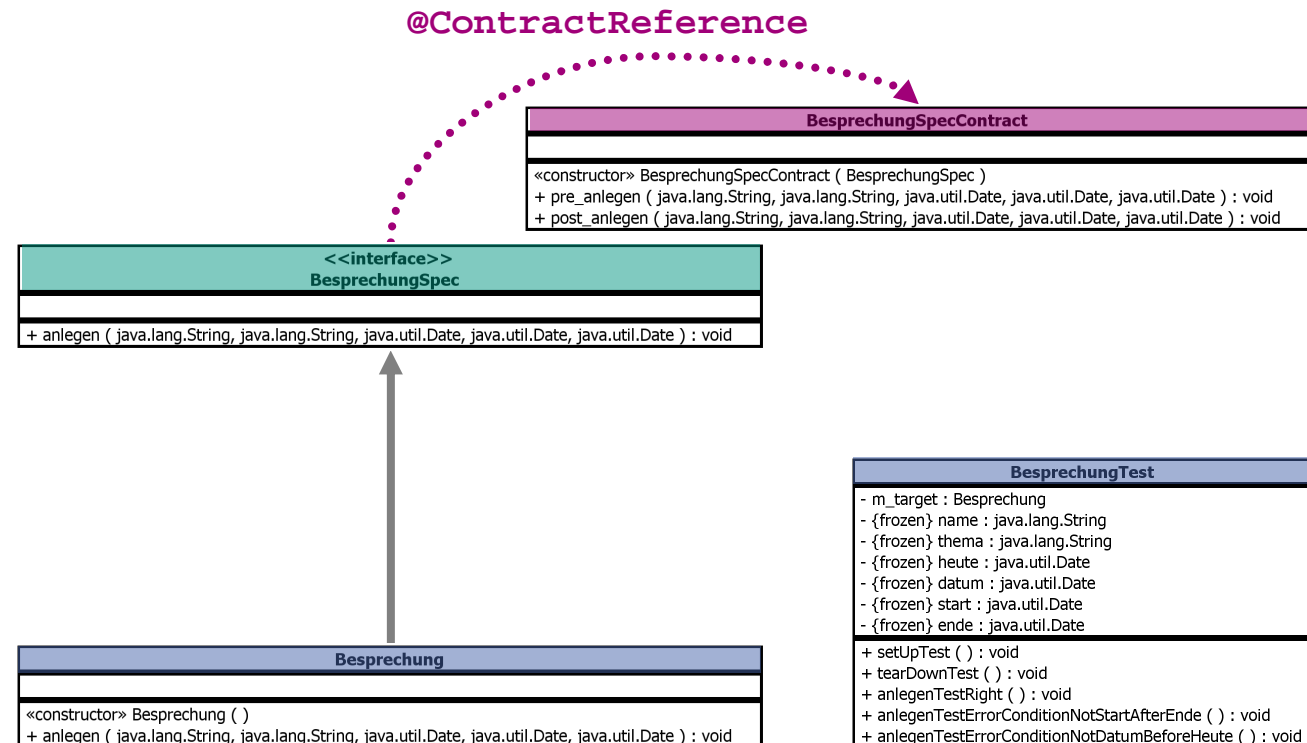 @ContractReference
BesprechungSpecContract
«constructor» BesprechungSpecContract ( BesprechungSpec )
+ pre_anlegen ( java.lang.String, java.lang.String, java.util.Date, java.util.Date, java.util.Date ) : void
+ post_anlegen ( java.lang.String, java.lang.String, java.util.Date, java.util.Date, java.util.Date ) : void
<<interface>>
BesprechungSpec
+ anlegen ( java.lang.String, java.lang.String, java.util.Date, java.util.Date, java.util.Date ) : void
BesprechungTest
- m_target : Besprechung
- {frozen} name : java.lang.String
- {frozen} thema : java.lang.String
- {frozen} heute : java.util.Date
- {frozen} datum : java.util.Date
- {frozen} start : java.util.Date
- {frozen} ende : java.util.Date
+ setUpTest ( ) : void
+ tearDownTest ( ) : void
+ anlegenTestRight ( ) : void
+ anlegenTestErrorConditionNotStartAfterEnde ( ) : void
+ anlegenTestErrorConditionNotDatumBeforeHeute ( ) : void
Besprechung
«constructor» Besprechung ( )
+ anlegen ( java.lang.String, java.lang.String, java.util.Date, java.util.Date, java.util.Date ) : void